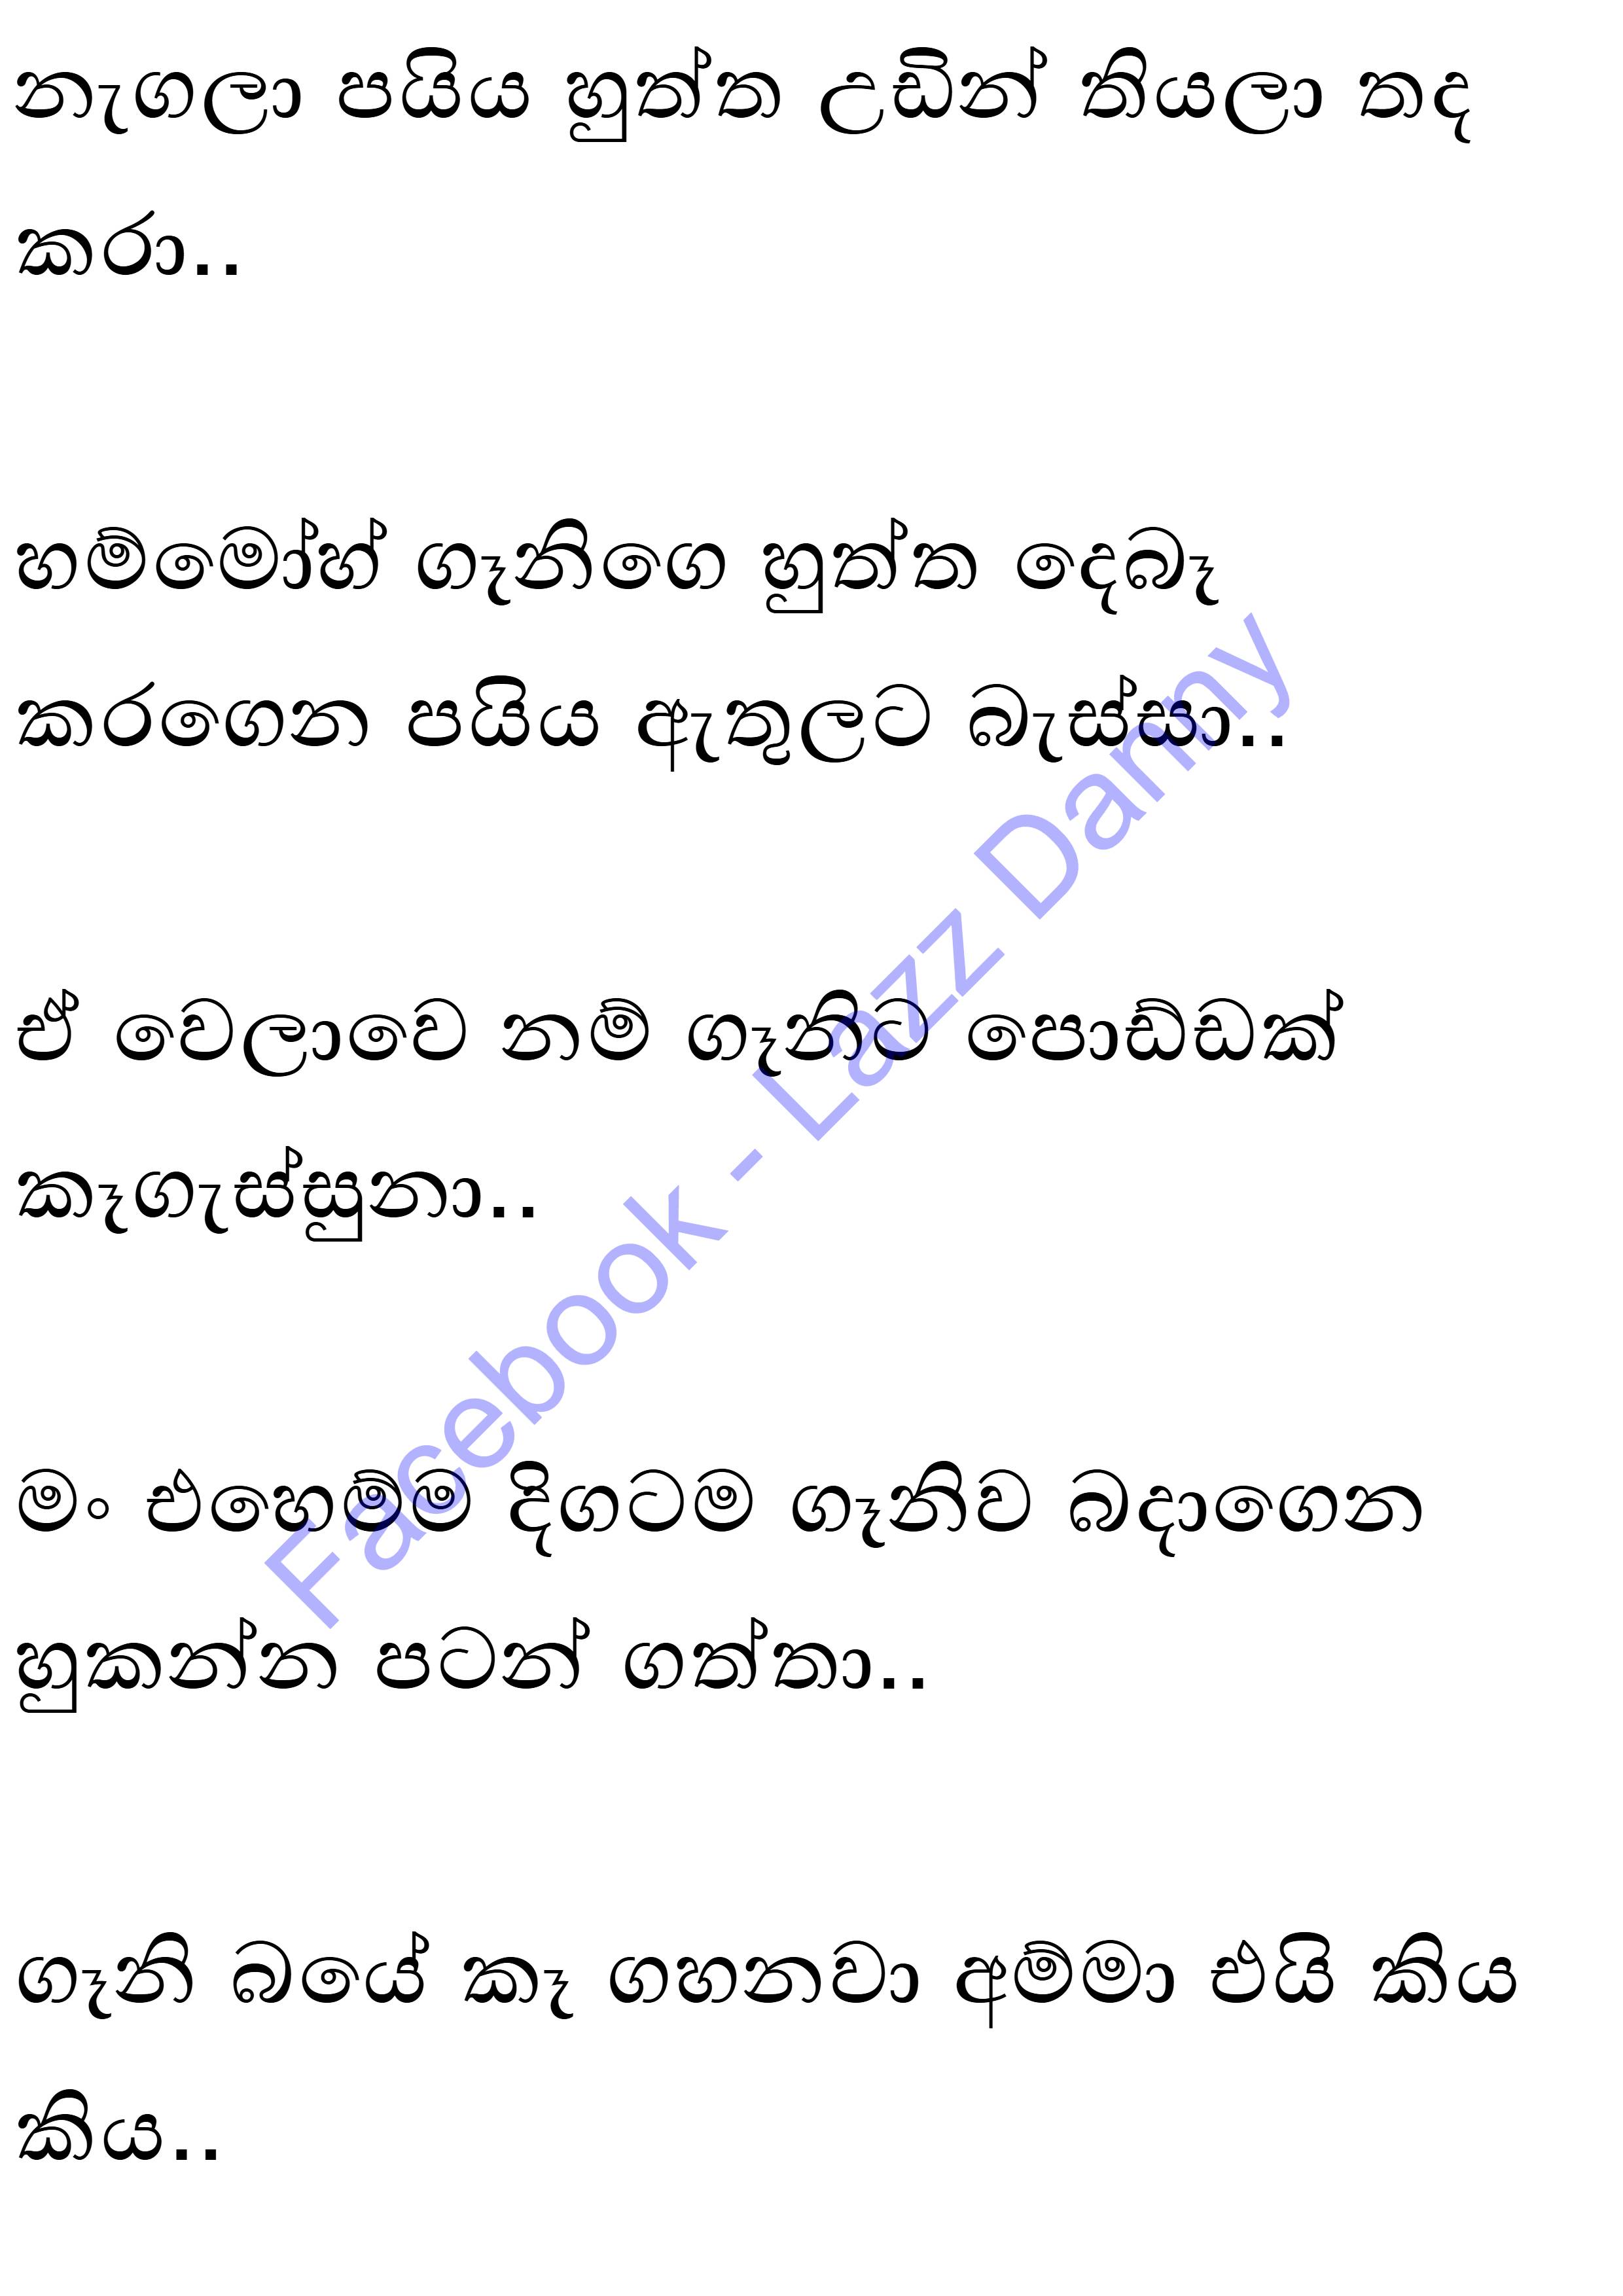 නැගලා පයිය හුත්ත උඩින් තියලා තද
කරා..
හම්මෝහ් ගෑනිගෙ හුත්ත දෙබෑ
කරගෙන පයිය ඇතුලට බැස්සා..
ඒ වෙලාවෙ නම් ගෑනිට පොඩ්ඩක්
කෑගැස්සුනා..
මං එහෙම්ම දිගටම ගෑනිව බදාගෙන
හුකන්න පටන් ගත්තා..
ගෑනි බයේ කෑ ගහනවා අම්මා එයි කිය
කිය..
Facebook - Lazz Danny